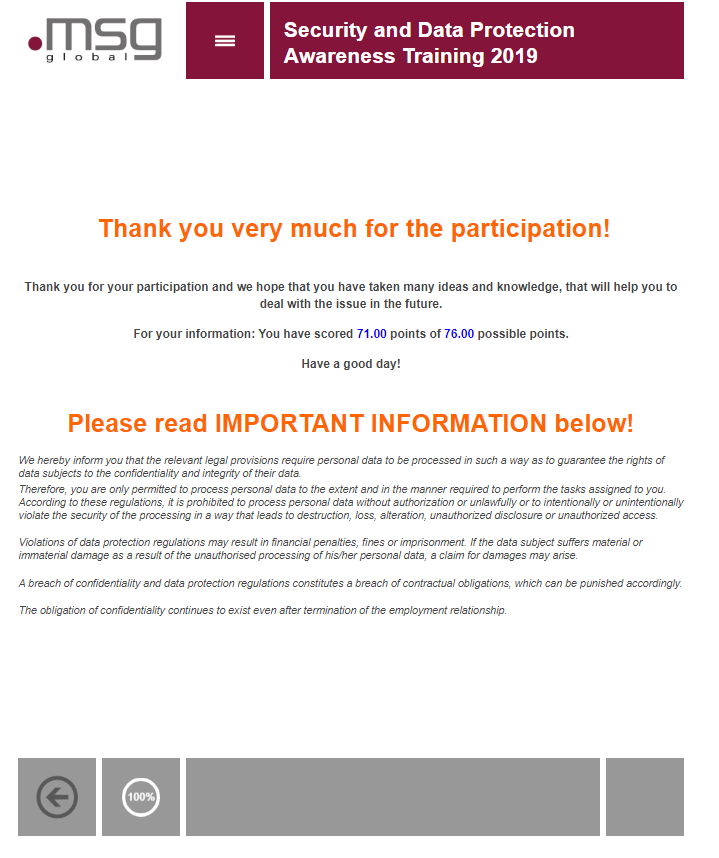 .msg
global
Security and Data Protection
Awareness Training 2019
Thank you very much for the participation!
Thank you for your participation and we hope that you have taken many ideas and knowledge, that will help you to
deal with the issue in the future.
For your information: You have scored 71.00 points of 76.00 possible points.
Have a good day!
Please read IMPORTANT INFORMATION below!
We hereby inform you that the relevant legal provisions require personal data to be processed in such a way as to guarantee the rights of
data subjects to the confidentiality and integrity of their data.
Therefore, you are only permitted to process personal data to the extent and in the manner required to perform the tasks assigned to you.
According to these regulations, it is prohibited to process personal data without authorization or unlawfully or to intentionally or unintentionally
violate the security of the processing in a way that leads to destruction, loss, alteration, unauthorized disclosure or unauthorized access.
Violations of data protection regulations may result in financial penalties, fines or imprisonment. If the data subject suffers material or
immaterial damage as a result of the unauthorised processing of his/her personal data, a claim for damages may arise.
A breach of confidentiality and data protection regulations constitutes a breach of contractual obligations, which can be punished accordingly.
The obligation of confidentiality continues to exist even after termination of the employment relationship.
100%